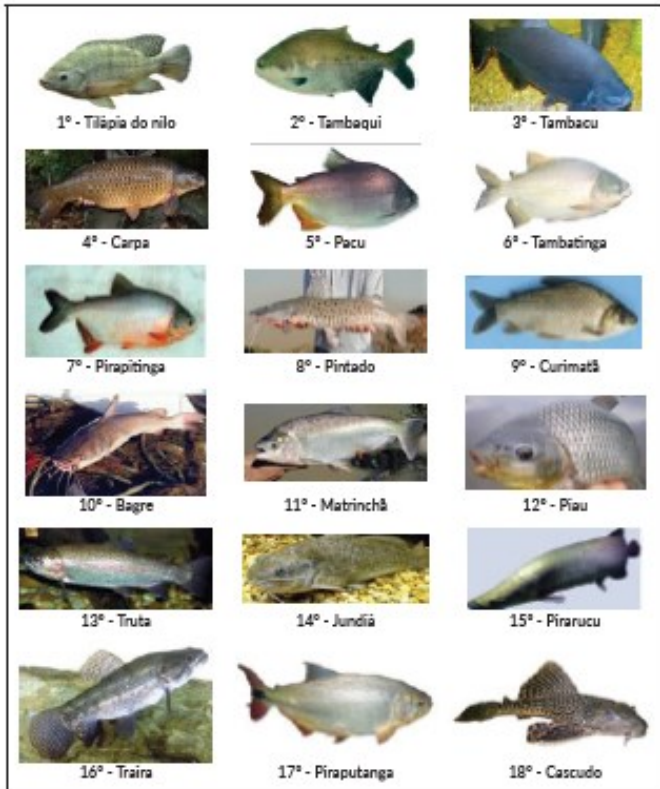 1º - Tilápia do nilo
2º - Tambaqui
3º - Tambacu
4º - Carpa
5º - Pacu
6º - Tambatinga
7º - Pirapitinga
8º - Pintado
9º - Curimatã
10º - Bagre
11º - Matrinchã
12º - Piau
13º - Truta
14º - Jundiá
15º - Pirarucu
16º - Traira
17º - Piraputanga
18º - Cascudo